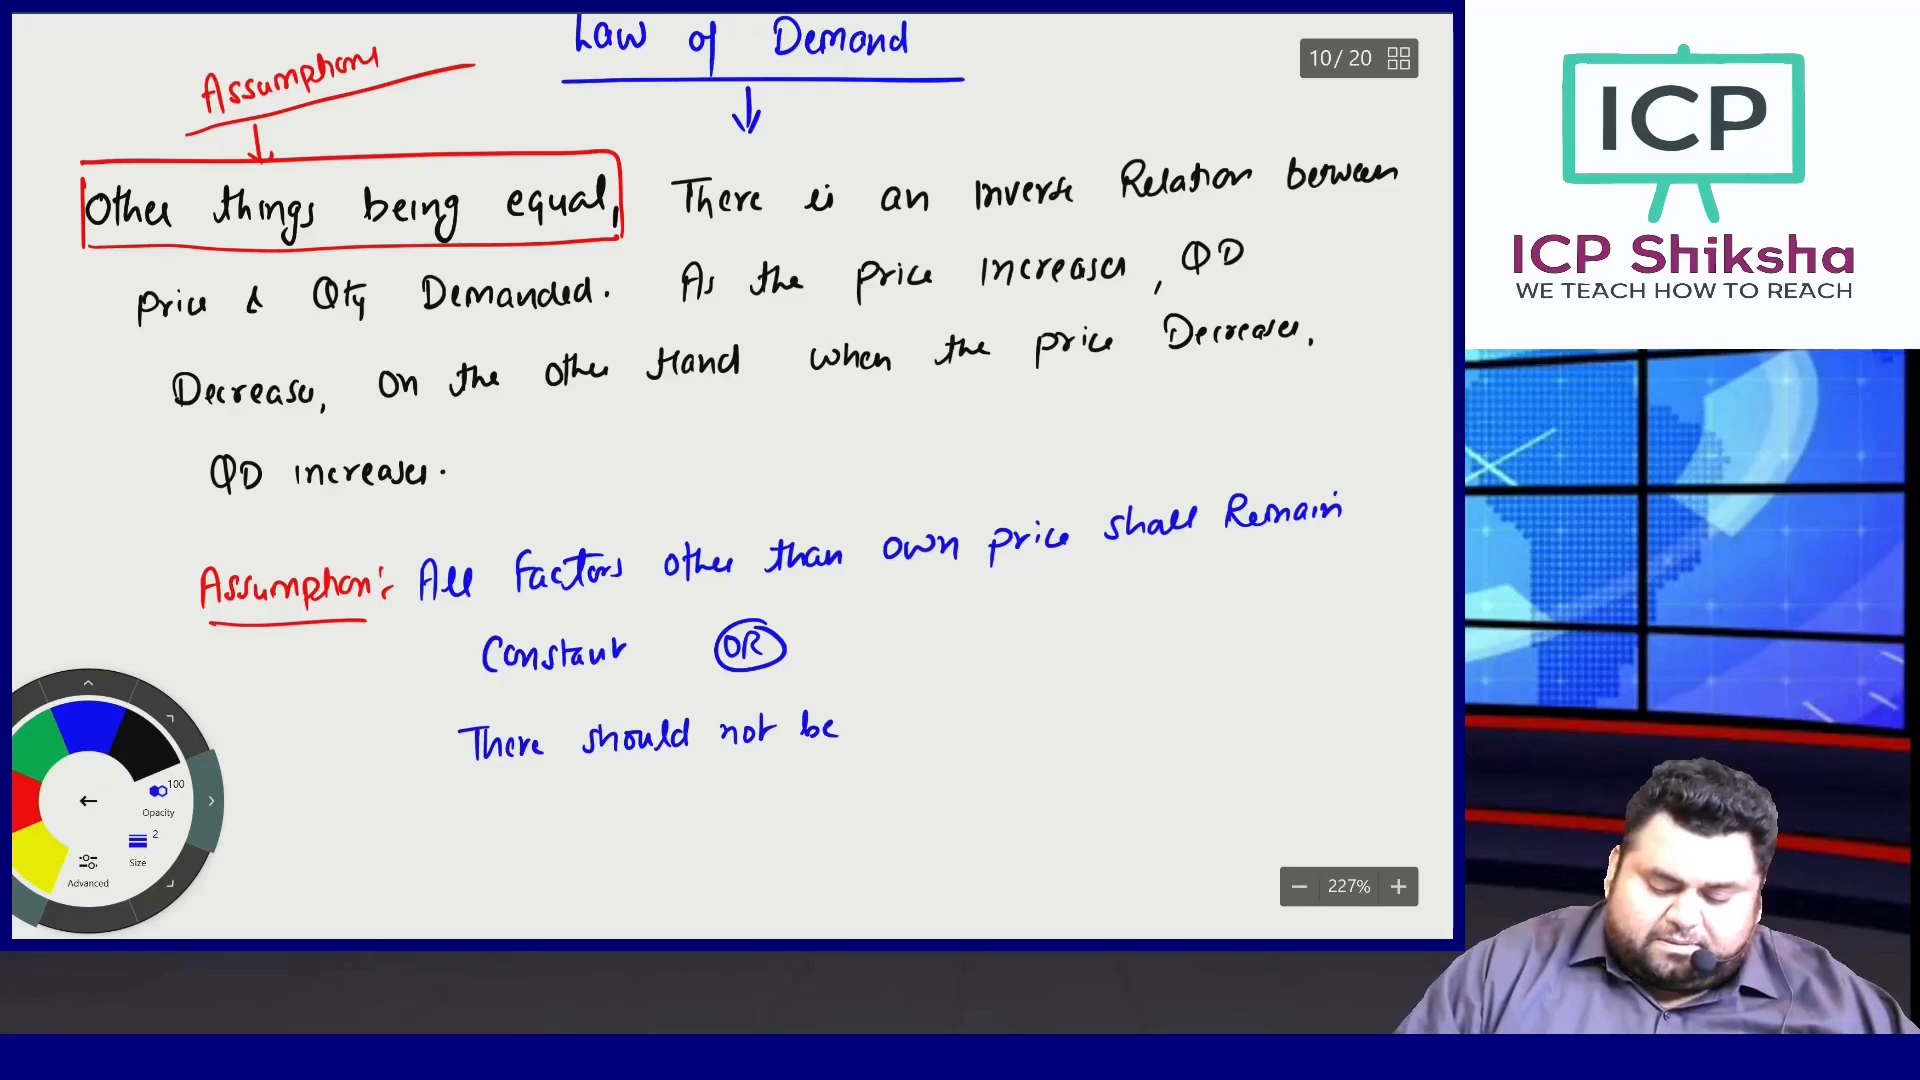 Law of Demand
Assumptions
Other things being equal, There is an Inverse Relation between
price & Qty Demanded. As the price increases, QD
Decreases, on the other Hand when the price Decreases,
QD increases.
Assumption:- All factors other than own price shall Remain
Constant OR
There should not be
10/ 20
100
Opacity
2
Size
Advanced
227%
ICP
ICP Shiksha
WE TEACH HOW TO REACH